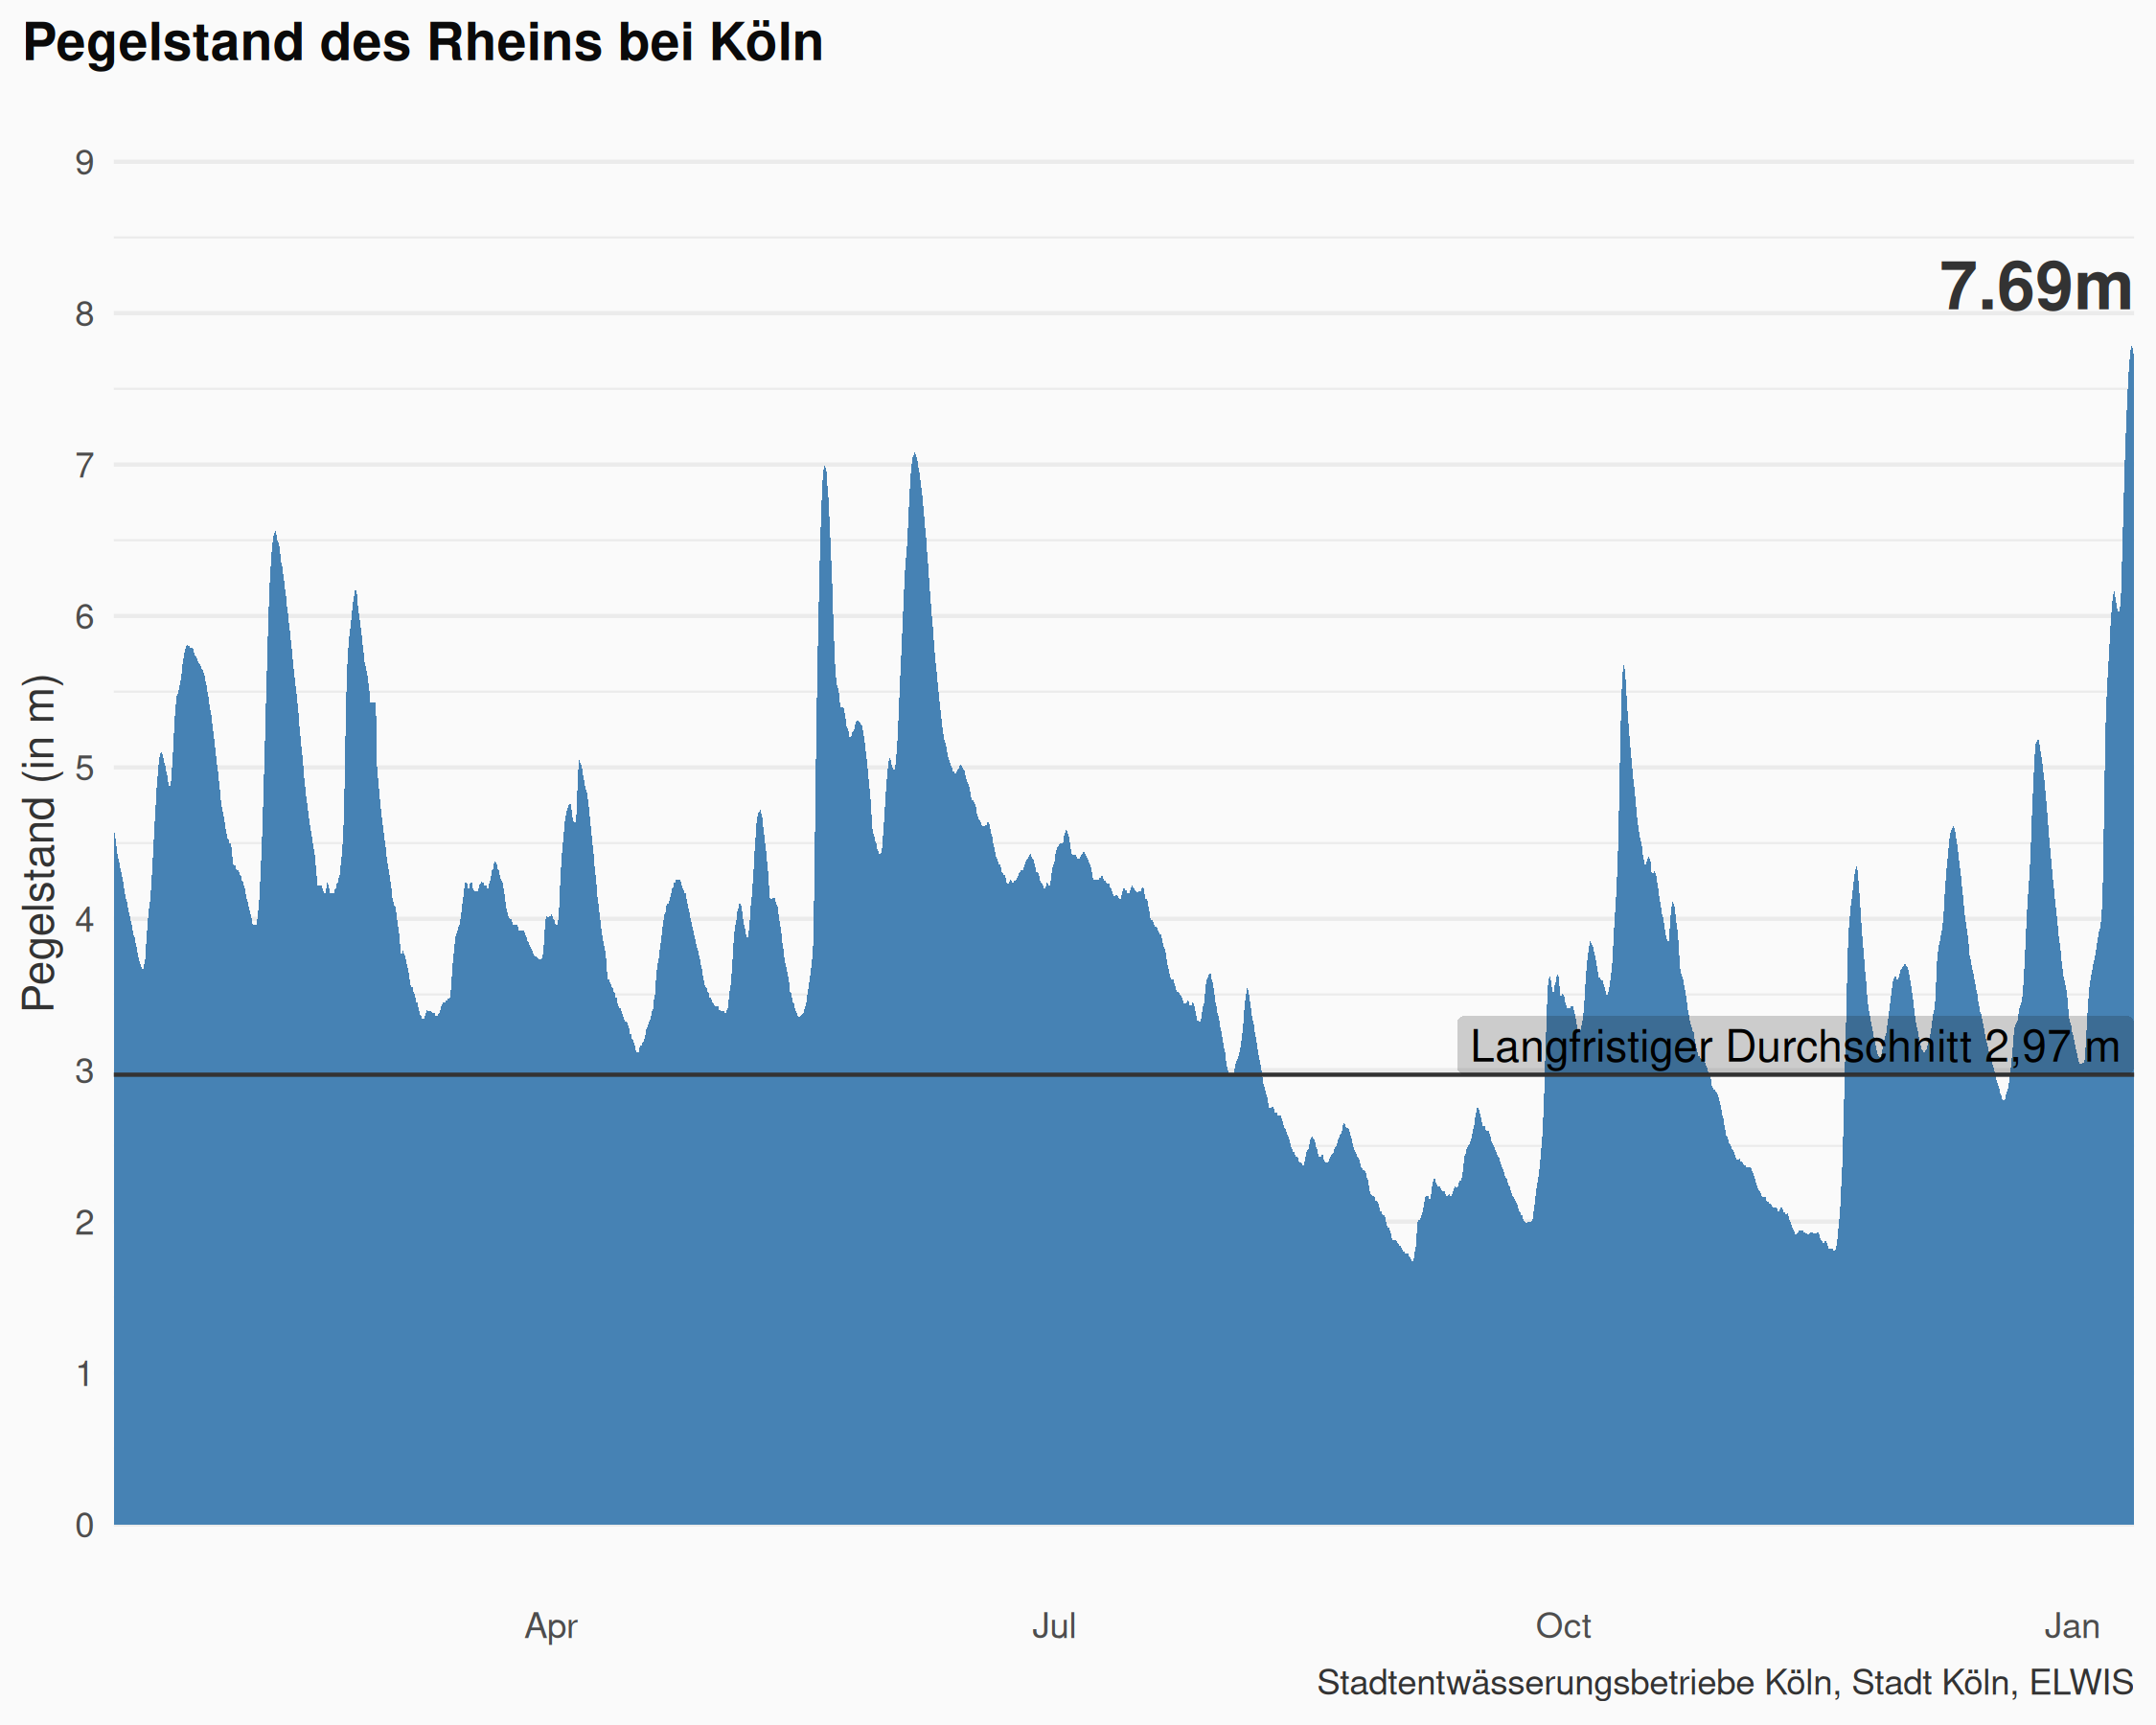 Pegelstand des Rheins bei Köln
9
8
7
6
5
4
3
2
1
0
Pegelstand (in m)
7.69m
Langfristiger Durchschnitt 2,97 m
Apr Jul Oct Jan
Stadtentwässerungsbetriebe Köln, Stadt Köln, ELWIS